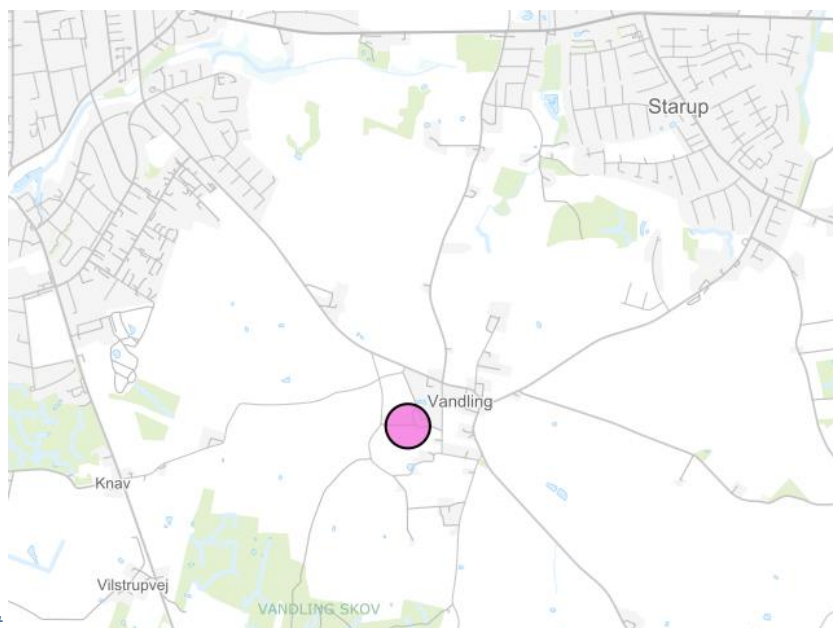 Starup
Vandling
Knav
Vilstrupvej
VANDLING SKOV